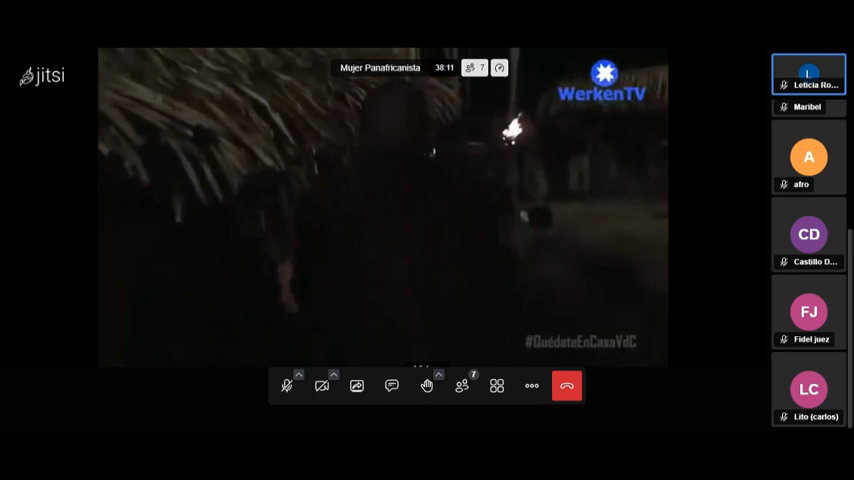 jitsi
Mujer Panafricanista 38:11 7
WerkenTV
#QuédateEnCasaVdC
7
L
Leticia Ro...
Maribel
A
afro
CD
Castillo D...
FJ
Fidel juez
LC
Lito (carlos)